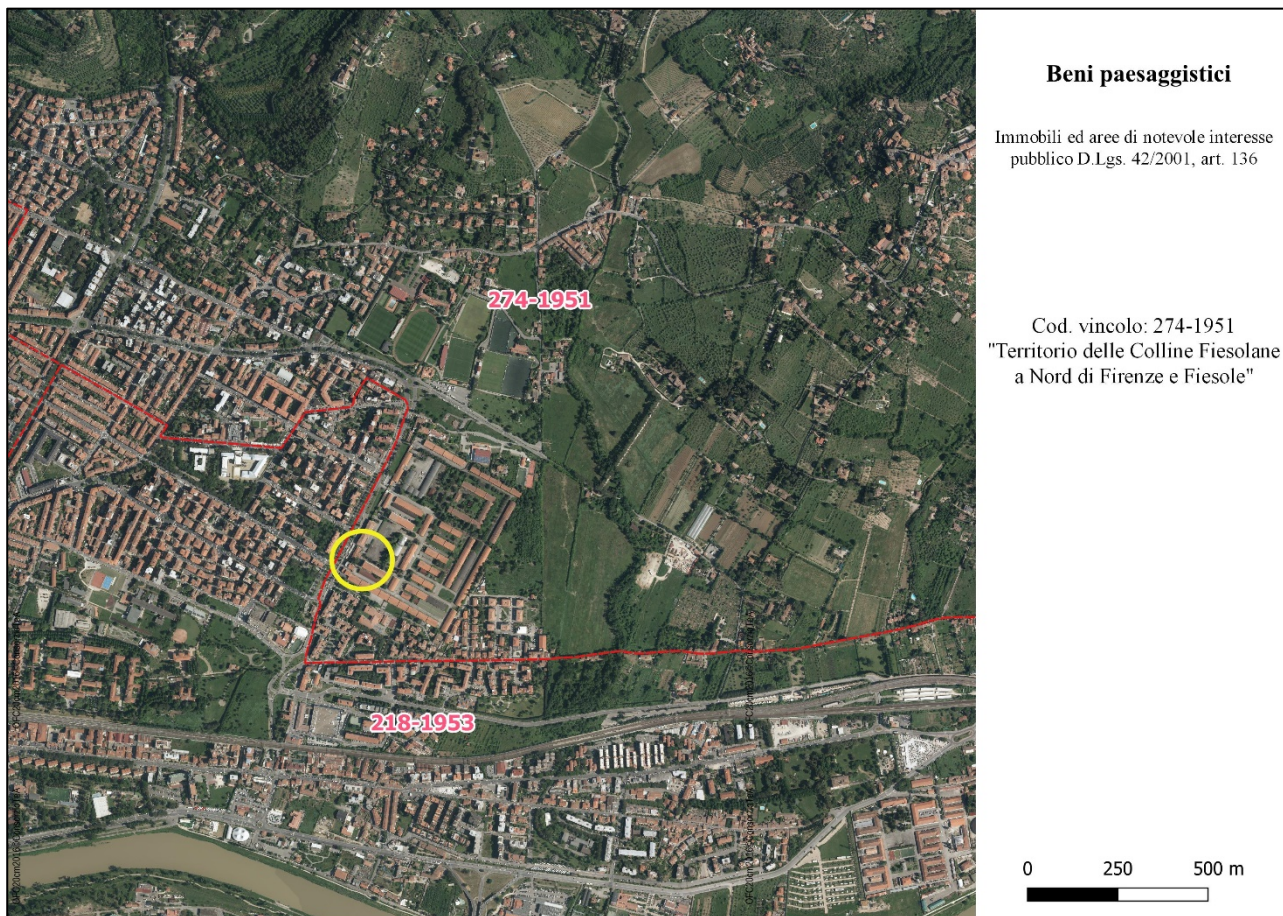 Beni paesaggistici
Immobili ed aree di notevole interesse
pubblico D.Lgs. 42/2001, art. 136
274-1951
Cod. vincolo: 274-1951
"Territorio delle Colline Fiesolane
a Nord di Firenze e Fiesole"
218-1953
0 250 500 m